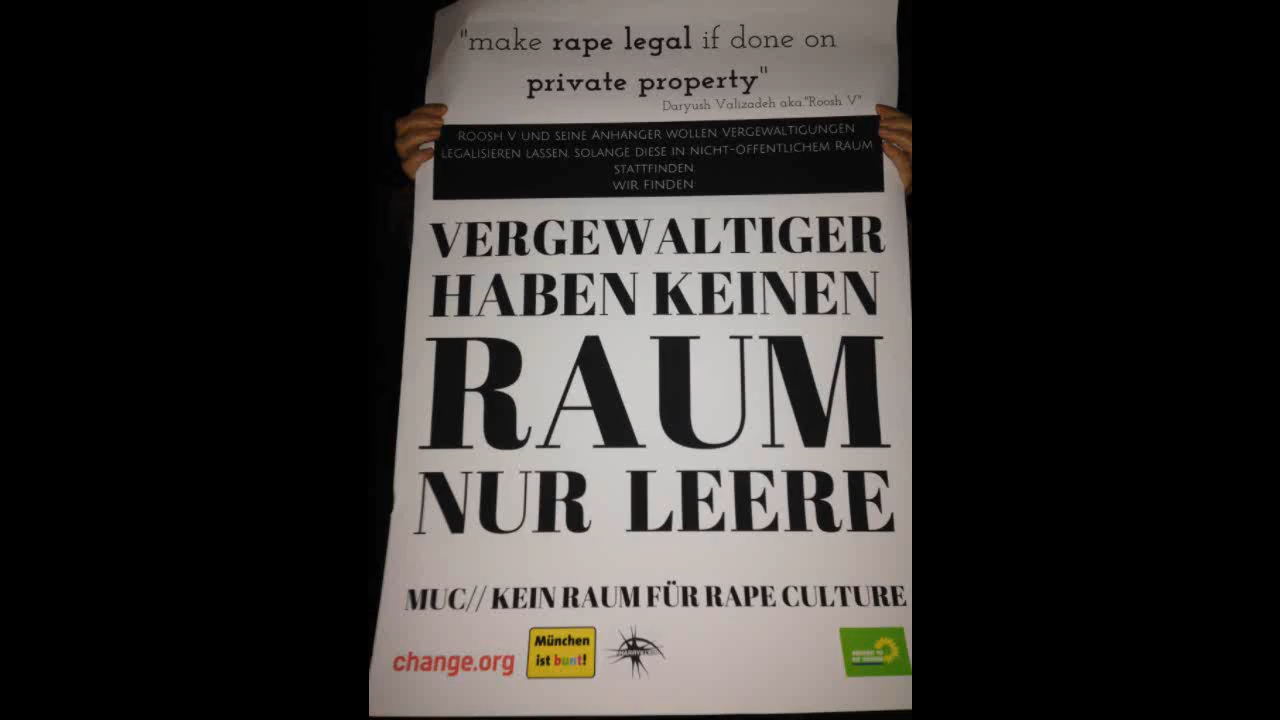 "make rape legal if done on
private property"
Daryush Valizadeh aka."Roosh V"
ROOSH V UND SEINE ANHÄNGER WOLLEN VERGEWALTIGUNGEN
LEGALISIEREN LASSEN, SOLANGE DIESE IN NICHT-ÖFFENTLICHEM RAUM
STATTFINDEN.
WIR FINDEN
VERGEWALTIGER
HABEN KEINEN
RAUM
NUR LEERE
MUC// KEIN RAUM FÜR RAPE CULTURE
change.org
München
ist bunt!
HARRY KLEIN